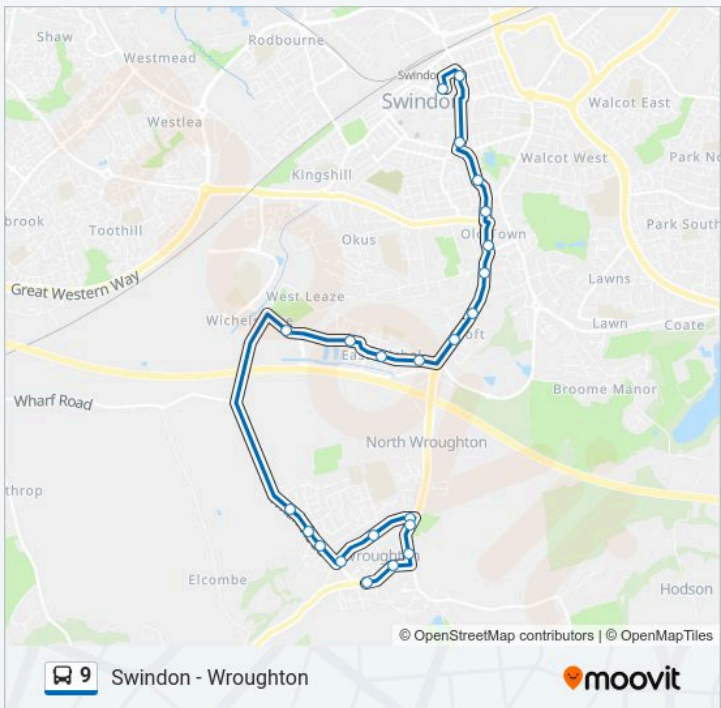 Shaw
Rodbourne
Westmead
Swindon
Westlea
Walcot East
Walcot West
Kingshill
Park
brook
Toothill
Okus
Old Town
Park South
Great Western Way
West Leaze
Lawns
Lawn
Coate
Wharf Road
Broome Manor
North Wroughton
throp
Wroughton
Elcombe
Hodson
© OpenStreetMap contributors | © OpenMapTiles
9 Swindon - Wroughton
moovit